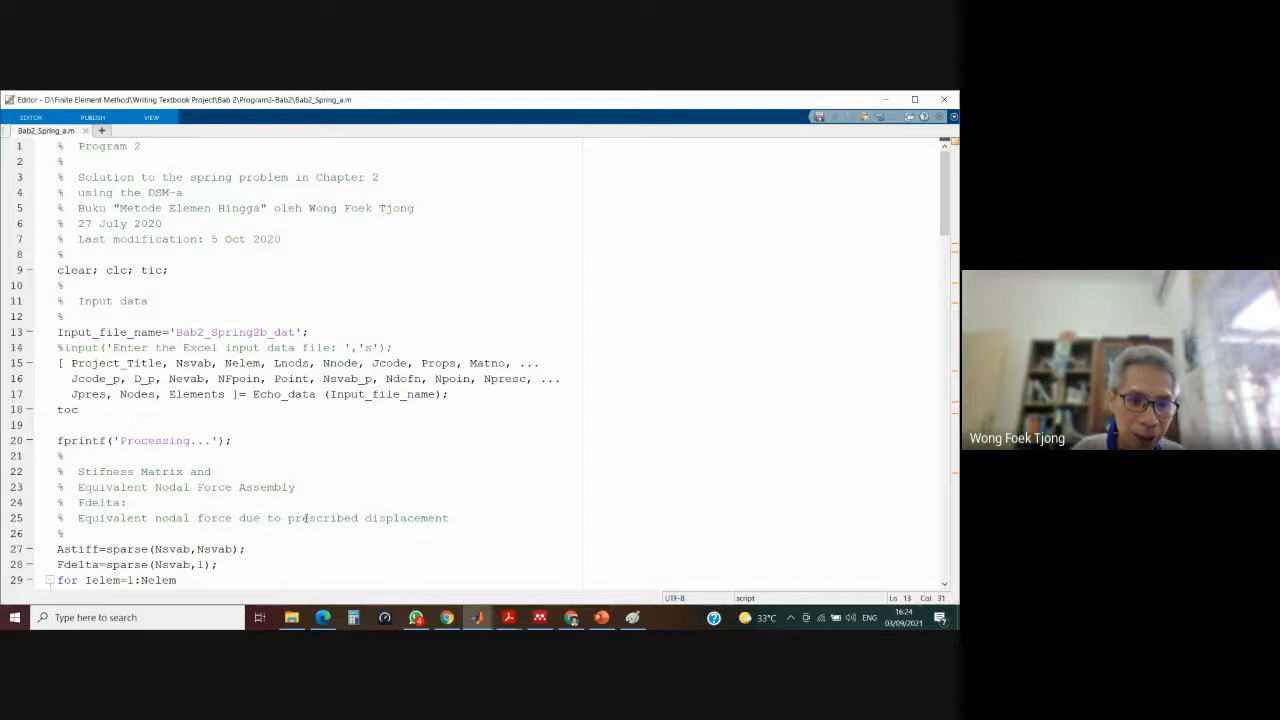 Editor - D:\Finite Element Method\Writing Textbook Project\Bab 2\Program2-Bab2\Bab2_Spring_a.m
EDITOR PUBLISH VIEW
Bab2_Spring_a.m
1 % Program 2
2 %
3 % Solution to the spring problem in Chapter 2
4 % using the DSM-a
5 % Buku "Metode Elemen Hingga" oleh Wong Foek Tjong
6 % 27 July 2020
7 % Last modification: 5 Oct 2020
8 %
9 clear; clc; tic;
10 %
11 % Input data
12 %
13 Input_file_name='Bab2_Spring2b_dat';
14 %input('Enter the Excel input data file: ','s');
15 [ Project_Title, Nsvab, Nelem, Lnods, Nnode, Jcode, Props, Matno, ...
16 Jcode_p, D_p, Nevab, NFpoin, Point, Nsvab_p, Ndofn, Npoin, Npresc, ...
17 Jpres, Nodes, Elements ]= Echo_data (Input_file_name);
18 toc
19
20 fprintf('Processing...');
21 %
22 % Stifness Matrix and
23 % Equivalent Nodal Force Assembly
24 % Fdelta:
25 % Equivalent nodal force due to prescribed displacement
26 %
27 Astiff=sparse(Nsvab,Nsvab);
28 Fdelta=sparse(Nsvab,1);
29 for Ielem=1:Nelem
UTF-8 script Ln 13 Col 31
Type here to search
33°C ENG
16:24
03/09/2021
Wong Foek Tjong